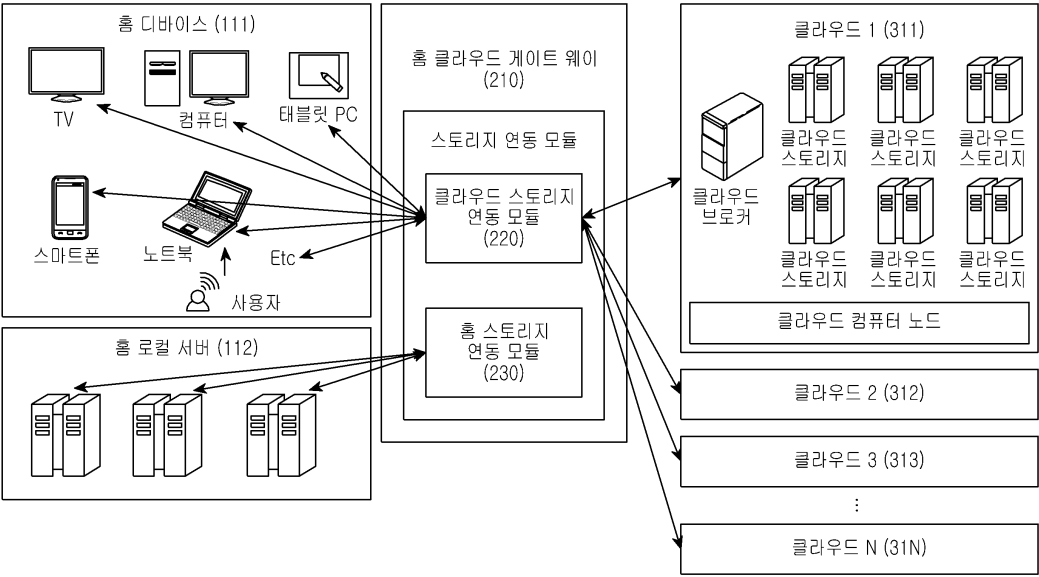 홈 디바이스 (111)
TV
컴퓨터
태블릿 PC
스마트폰
노트북
Etc
사용자
홈 로컬 서버 (112)
홈 클라우드 게이트 웨이
(210)
스토리지 연동 모듈
클라우드 스토리지
연동 모듈
(220)
홈 스토리지
연동 모듈
(230)
클라우드 1 (311)
클라우드
브로커
클라우드
스토리지
클라우드
스토리지
클라우드
스토리지
클라우드
스토리지
클라우드
스토리지
클라우드
스토리지
클라우드 컴퓨터 노드
클라우드 2 (312)
클라우드 3 (313)
⋮
클라우드 N (31N)